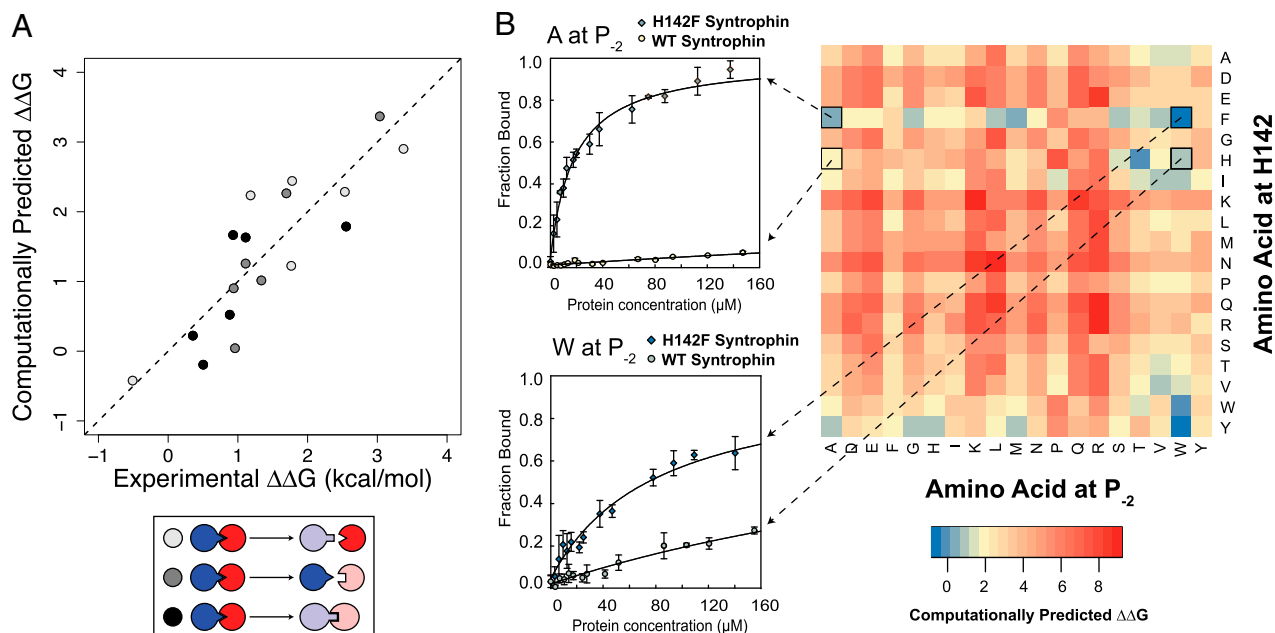 A
Computationally Predicted ΔΔG
4
3
2
1
0
−1
−1 0 1 2 3 4
Experimental ΔΔG (kcal/mol)
B
A at P-2
H142F Syntrophin
WT Syntrophin
Fraction Bound
1.0
0.8
0.6
0.4
0.2
0.0
0 40 80 120 160
Protein concentration (µM)
W at P-2
H142F Syntrophin
WT Syntrophin
Fraction Bound
1.0
0.8
0.6
0.4
0.2
0.0
0 40 80 120 160
Protein concentration (µM)
A
D
E
F
G
H
I
K
L
M
N
P
Q
R
S
T
V
W
Y
Amino Acid at H142
A D E F G H I K L M N P Q R S T V W Y
Amino Acid at P-2
0 2 4 6 8
Computationally Predicted ΔΔG